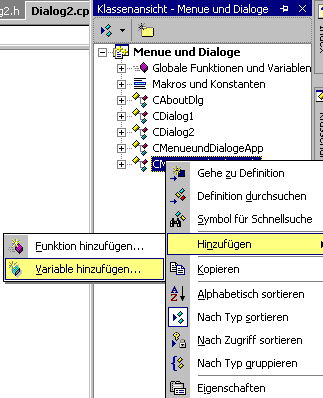 g2.h Dialog2.cp
Klassenansicht - Menue und Dialoge
Menue und Dialoge
Globale Funktionen und Variablen
Makros und Konstanten
CAboutDlg
CDialog1
CDialog2
CMenueundDialogeApp
Gehe zu Definition
Definition durchsuchen
Symbol für Schnellsuche
Hinzufügen
Funktion hinzufügen...
Variable hinzufügen...
Kopieren
Alphabetisch sortieren
Nach Typ sortieren
Nach Zugriff sortieren
Nach Typ gruppieren
Eigenschaften